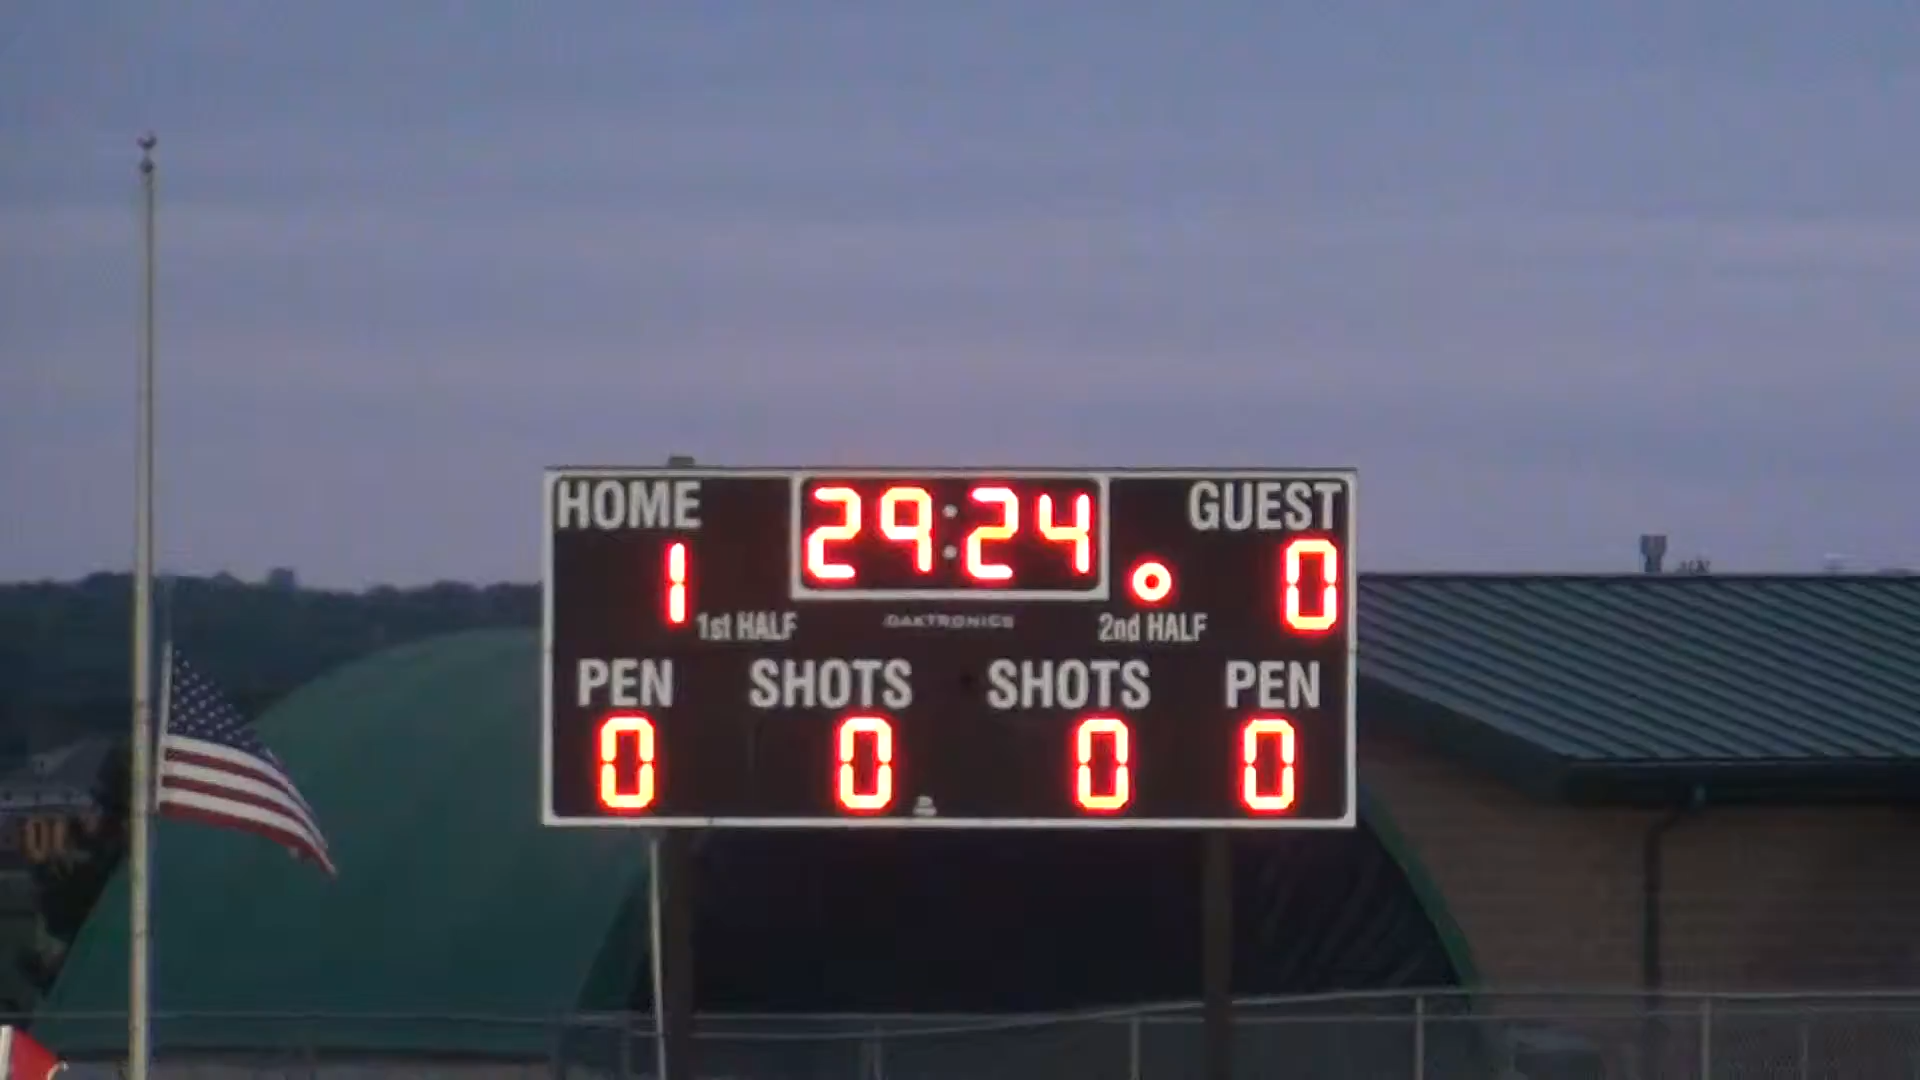 HOME 29:24 GUEST
1 0
1st HALF DAKTRONICS 2nd HALF
PEN SHOTS SHOTS PEN
0 0 0 0